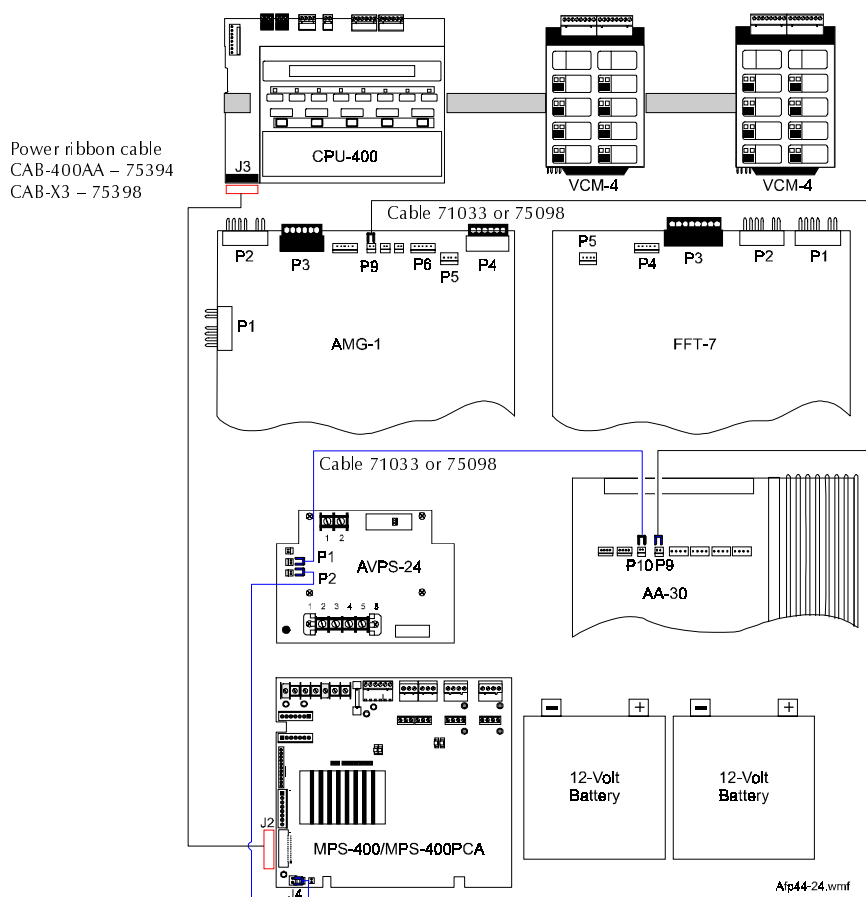 Power ribbon cable
CAB-400AA – 75394
CAB-X3 – 75398
J3
CPU-400
VCM-4
VCM-4
Cable 71033 or 75098
P2
P3
P9
P6
P5
P4
P1
AMG-1
P5
P4
P3
P2
P1
FFT-7
Cable 71033 or 75098
1 2
P1
P2
AVPS-24
1 2 3 4 5
P10
P9
AA-30
J2
MPS-400/MPS-400PCA
J4
− +
12-Volt
Battery
− +
12-Volt
Battery
Afp44-24.wmf